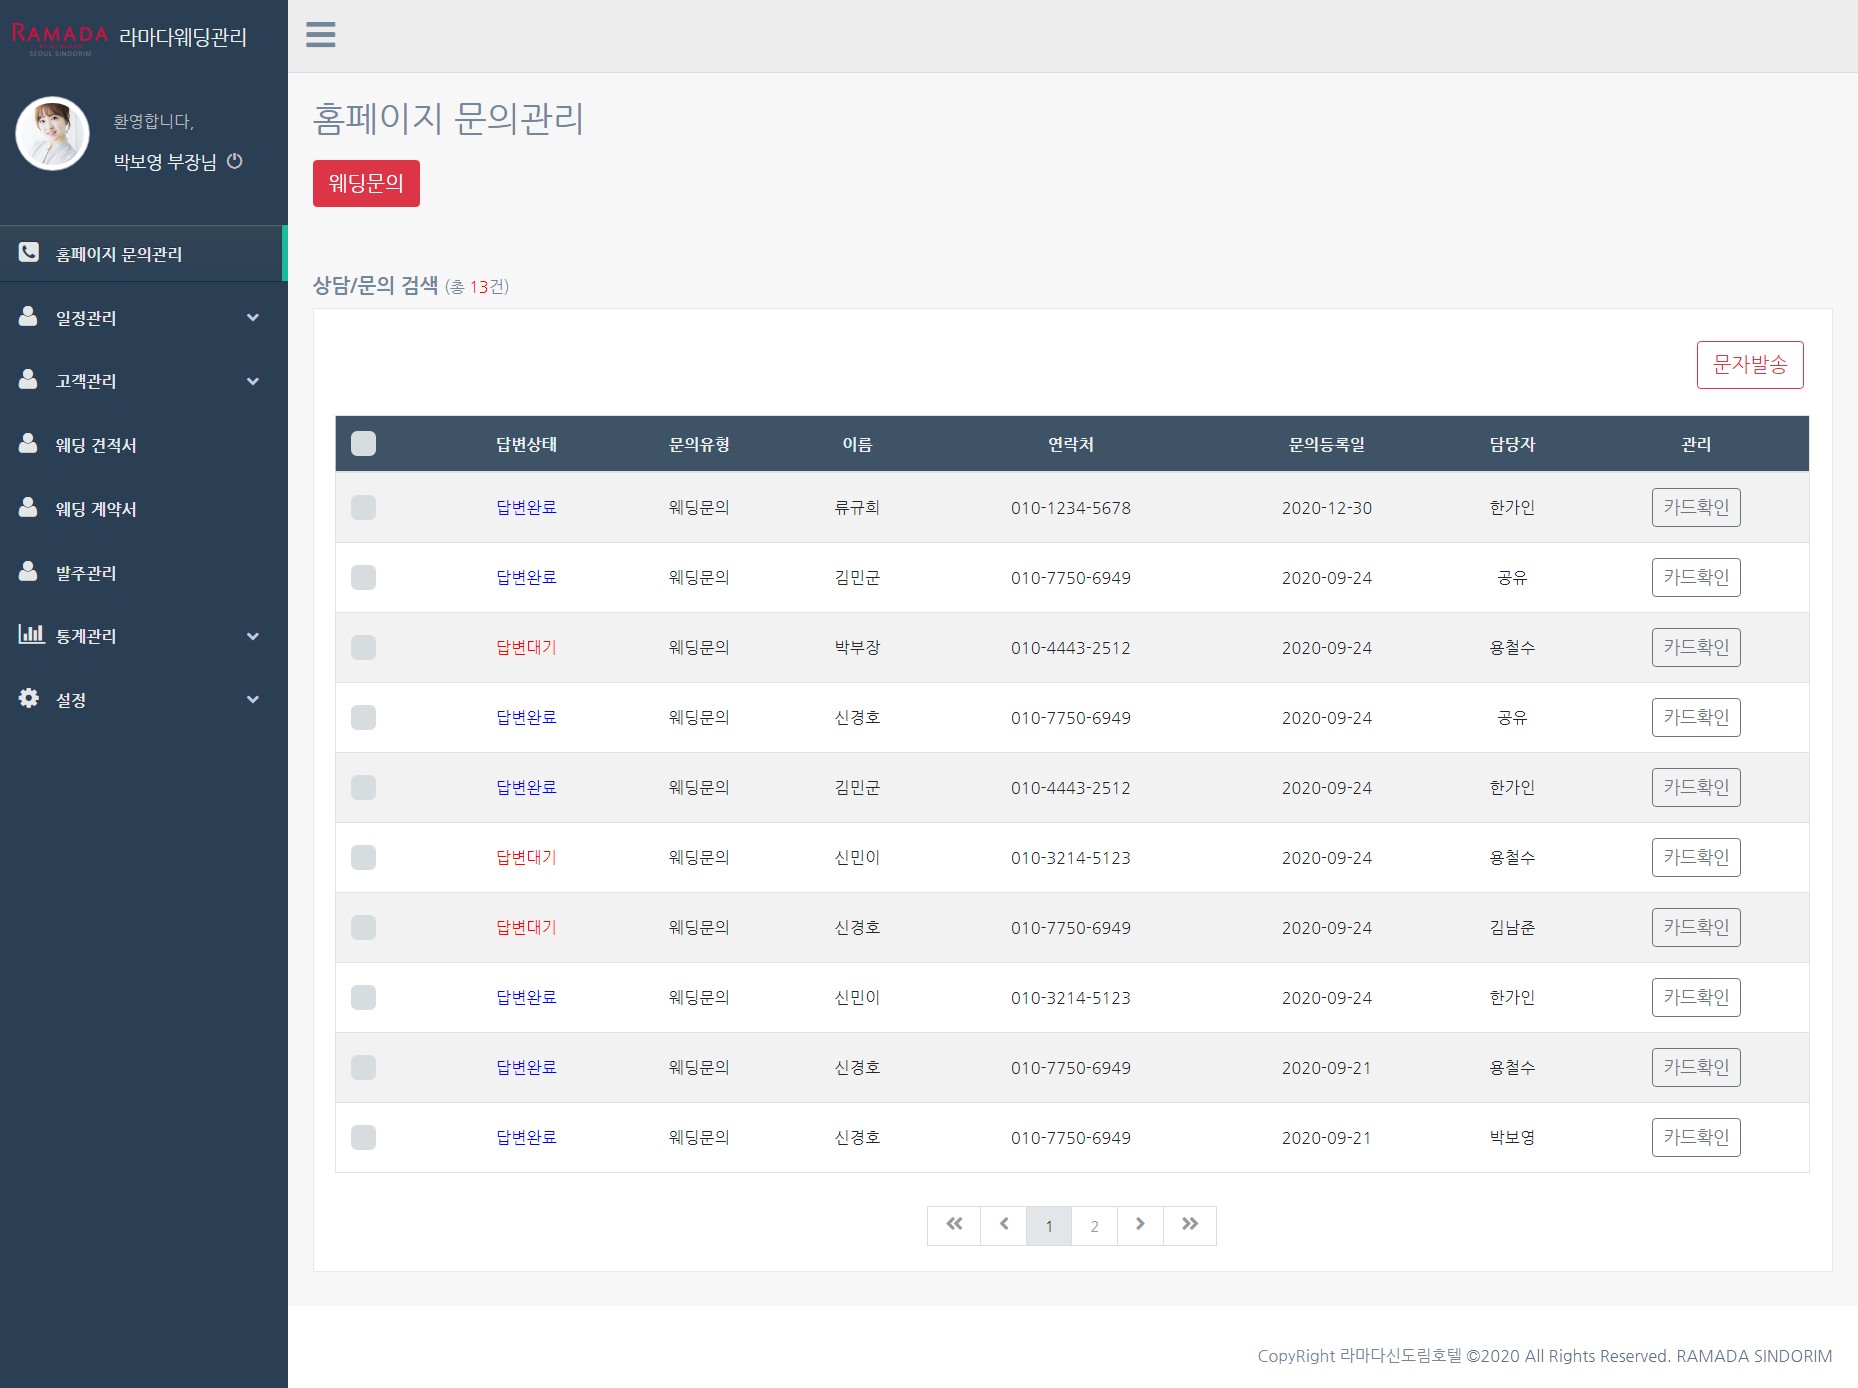 RAMADA 라마다웨딩관리
SEOUL SINDORIM
환영합니다,
박보영 부장님
홈페이지 문의관리
일정관리
고객관리
웨딩 견적서
웨딩 계약서
발주관리
통계관리
설정
홈페이지 문의관리
웨딩문의
상담/문의 검색 (총 13건)
문자발송
답변상태 문의유형 이름 연락처 문의등록일 담당자 관리
답변완료 웨딩문의 류규희 010-1234-5678 2020-12-30 한가인 카드확인
답변완료 웨딩문의 김민군 010-7750-6949 2020-09-24 공유 카드확인
답변대기 웨딩문의 박부장 010-4443-2512 2020-09-24 용철수 카드확인
답변완료 웨딩문의 신경호 010-7750-6949 2020-09-24 공유 카드확인
답변완료 웨딩문의 김민군 010-4443-2512 2020-09-24 한가인 카드확인
답변대기 웨딩문의 신민이 010-3214-5123 2020-09-24 용철수 카드확인
답변대기 웨딩문의 신경호 010-7750-6949 2020-09-24 김남준 카드확인
답변완료 웨딩문의 신민이 010-3214-5123 2020-09-24 한가인 카드확인
답변완료 웨딩문의 신경호 010-7750-6949 2020-09-21 용철수 카드확인
답변완료 웨딩문의 신경호 010-7750-6949 2020-09-21 박보영 카드확인
1 2
CopyRight 라마다신도림호텔 ©2020 All Rights Reserved. RAMADA SINDORIM